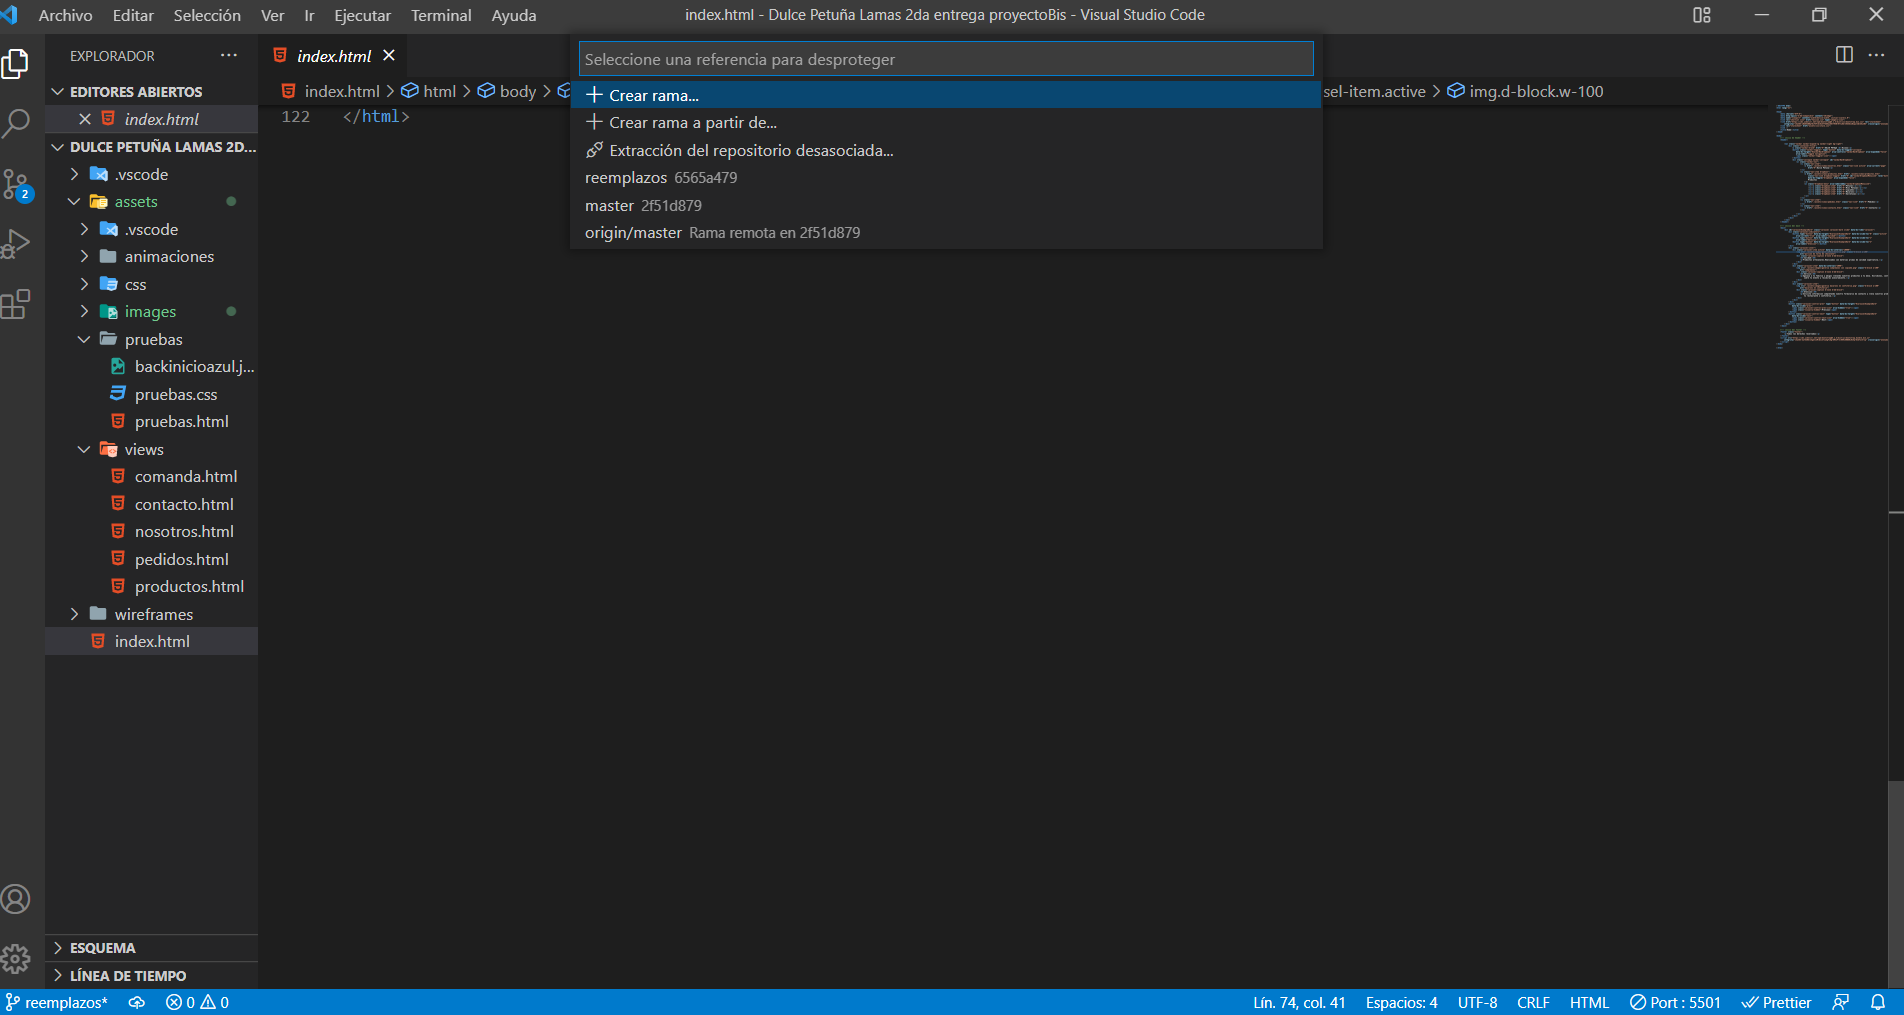 Archivo Editar Selección Ver Ir Ejecutar Terminal Ayuda
index.html - Dulce Petuña Lamas 2da entrega proyectoBis - Visual Studio Code
EXPLORADOR
index.html
Seleccione una referencia para desproteger
EDITORES ABIERTOS
index.html > html > body >
sel-item.active > img.d-block.w-100
Crear rama...
index.html
122 </html>
Crear rama a partir de...
DULCE PETUÑA LAMAS 2D...
Extracción del repositorio desasociada...
.vscode
reemplazos 6565a479
assets
master 2f51d879
.vscode
origin/master Rama remota en 2f51d879
animaciones
css
images
pruebas
backinicioazul.j...
pruebas.css
pruebas.html
views
comanda.html
contacto.html
nosotros.html
pedidos.html
productos.html
wireframes
index.html
2
ESQUEMA
LÍNEA DE TIEMPO
reemplazos* 0 0
Lín. 74, col. 41 Espacios: 4 UTF-8 CRLF HTML Port : 5501 Prettier